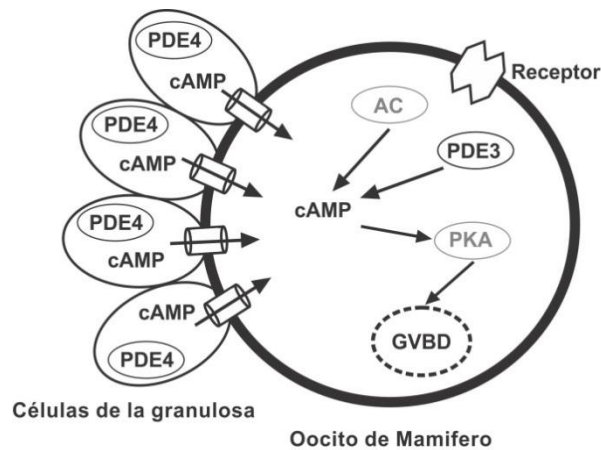 PDE4
cAMP
PDE4
cAMP
PDE4
cAMP
cAMP
PDE4
Receptor
AC
PDE3
cAMP
PKA
GVBD
Células de la granulosa
Oocito de Mamifero